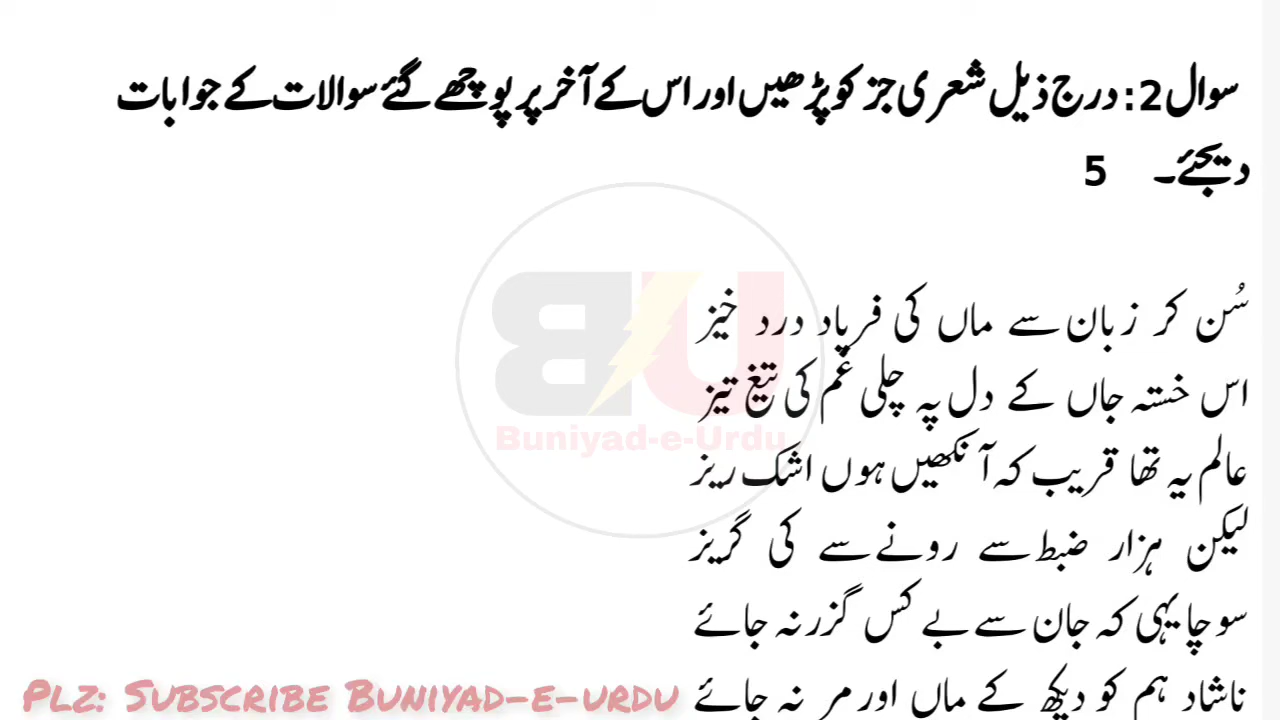 سوال 2: درج ذیل شعری جز کو پڑھیں اور اس کے آخر پر پوچھے گئے سوالات کے جوابات
دیجئے۔ 5
سُن کر زبان سے ماں کی فریاد درد خیز
اس خستہ جاں کے دل پہ چلی غم کی تیغ تیز
عالم یہ تھا قریب کہ آنکھیں ہوں اشک ریز
لیکن ہزار ضبط سے رونے سے کی گریز
سوچا یہی کہ جان سے بے کس گزر نہ جائے
ناشاد ہم کو دیکھ کے ماں اور مر نہ جائے
BU
Buniyad-e-Urdu
Plz: Subscribe Buniyad-e-urdu